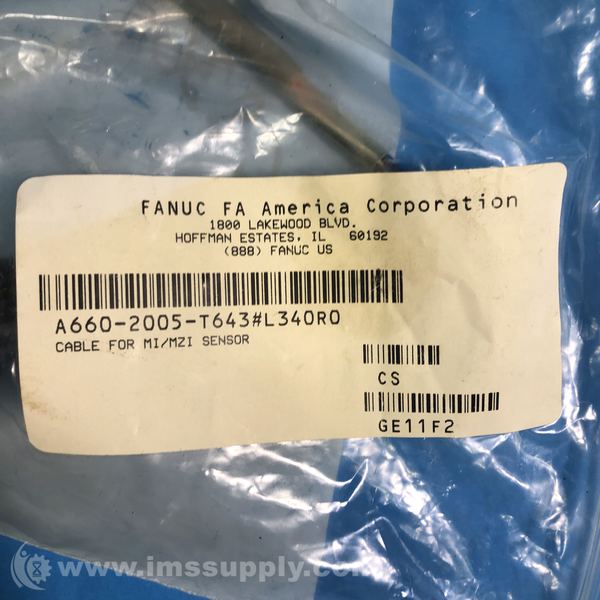 FANUC FA America Corporation
1800 LAKEWOOD BLVD.
HOFFMAN ESTATES, IL 60192
(888) FANUC US
A660-2005-T643#L340R0
CABLE FOR MI/MZI SENSOR
CS
GE11F2
www.imssupply.com